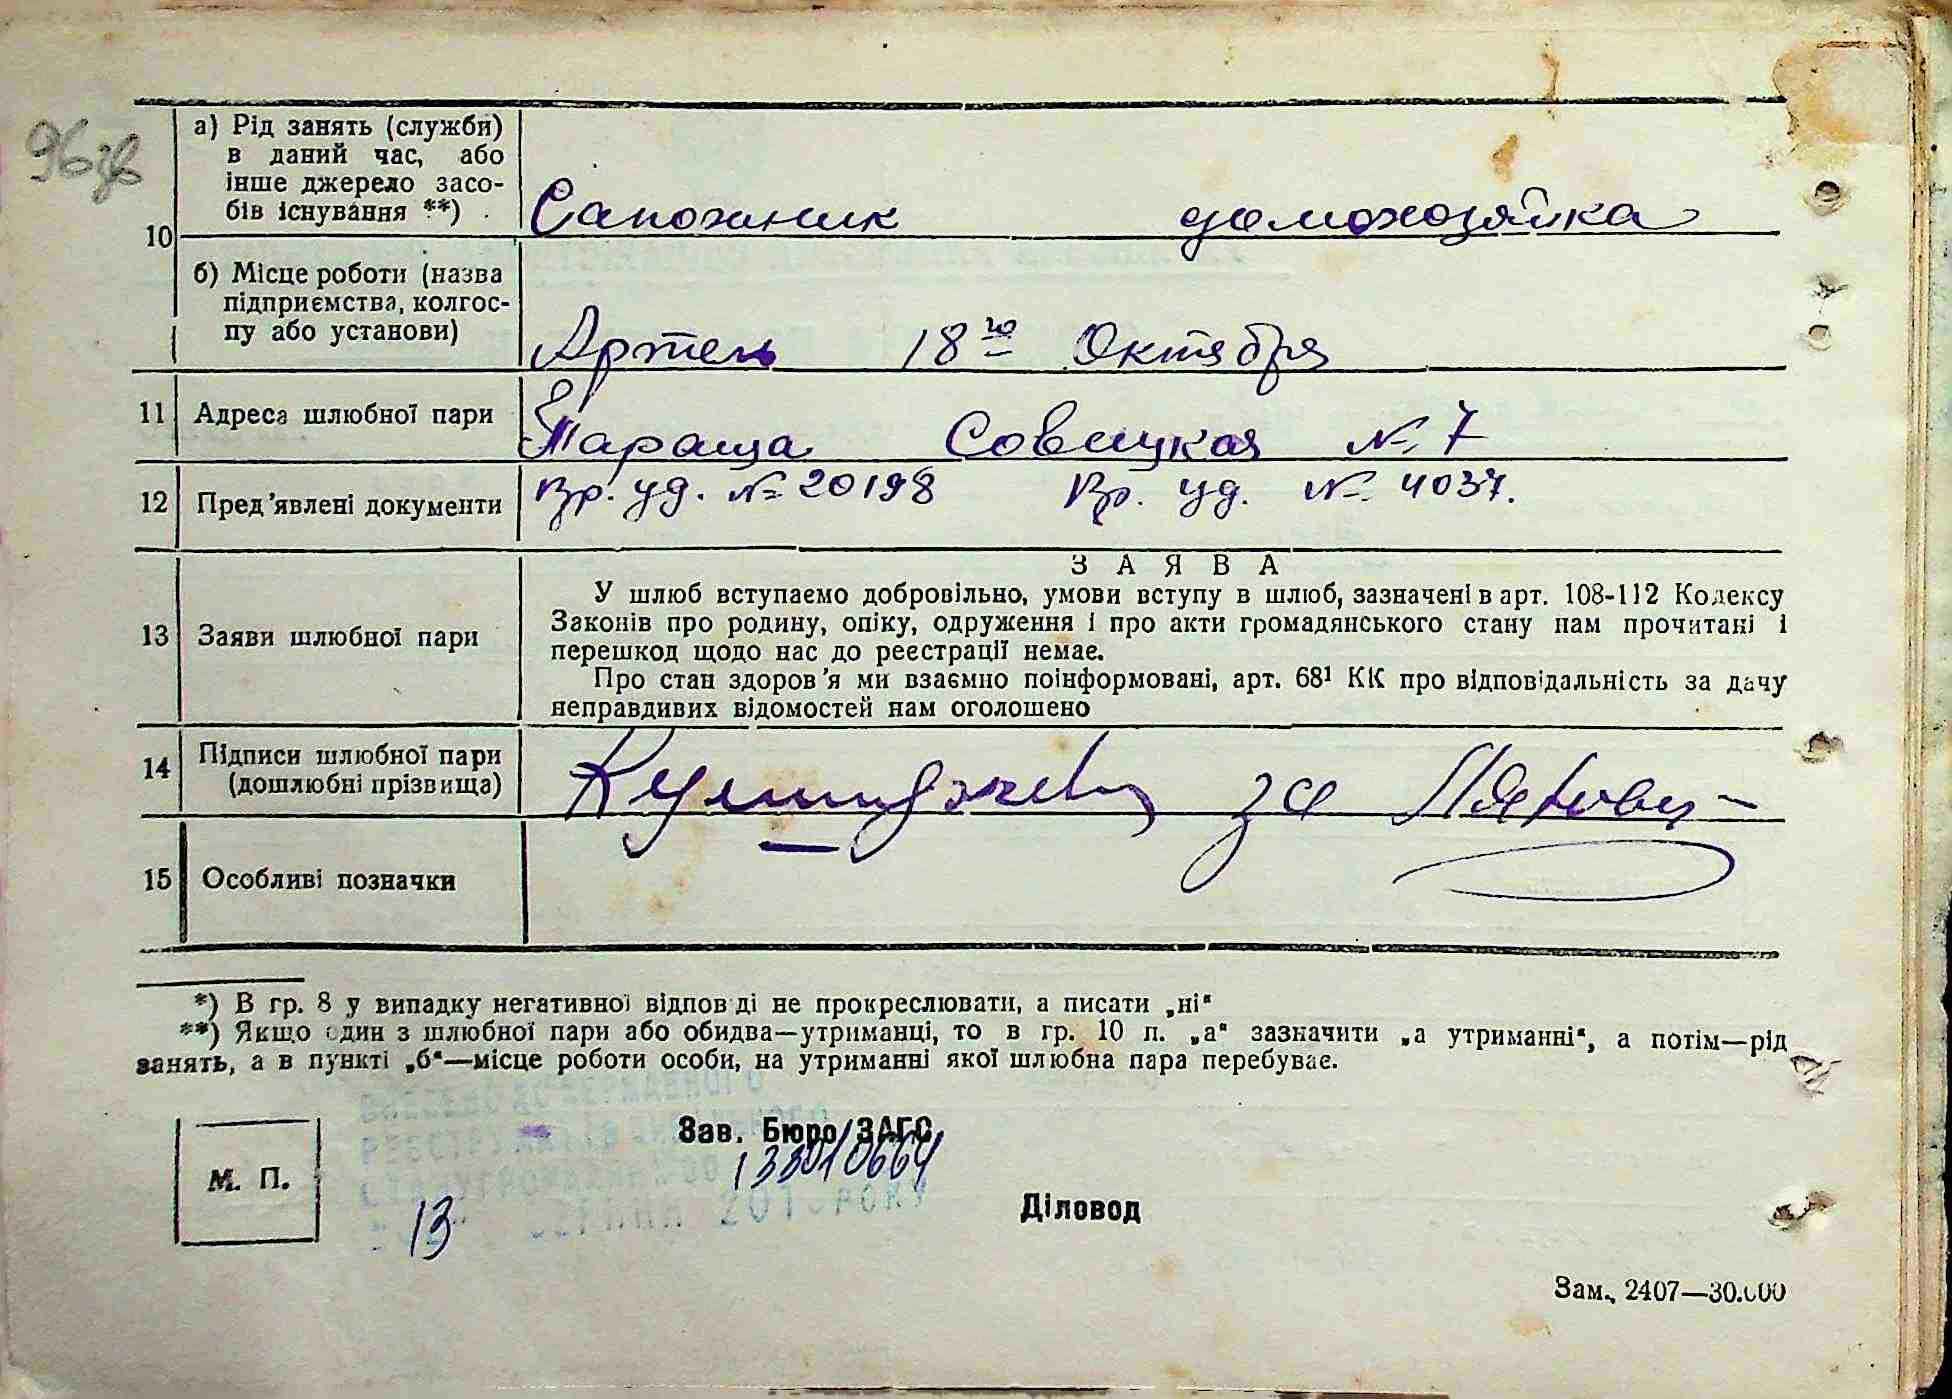 96зв
10
а) Рід занять (служби)
в даний час, або
інше джерело засо-
бів існування **)
Сапожник домохозяйка
б) Місце роботи (назва
підприємства, колгос-
пу або установи)
Артель 18го Октября
11 Адреса шлюбної пари
Тараща Совецкая № 7
12 Пред'явлені документи
Вр. уд. № 20198 Вр. уд. № 4037.
13 Заяви шлюбної пари
ЗАЯВА
У шлюб вступаємо добровільно, умови вступу в шлюб, зазначені в арт. 108-112 Кодексу
Законів про родину, опіку, одруження і про акти громадянського стану нам прочитані і
перешкод щодо нас до реєстрації немає.
Про стан здоров'я ми взаємно поінформовані, арт. 68¹ КК про відповідальність за дачу
неправдивих відомостей нам оголошено
14 Підписи шлюбної пари
(дошлюбні прізвища)
за
15 Особливі позначки
*) В гр. 8 у випадку негативної відповіді не прокреслювати, а писати „ні"
**) Якщо один з шлюбної пари або обидва—утриманці, то в гр. 10 п. „а" зазначити „а утриманні", а потім—рід
занять, а в пункті „б"—місце роботи особи, на утриманні якої шлюбна пара перебуває.
Зав. Бюро ЗАГС
133010664
М. П.
13
Діловод
Зам. 2407—30.000